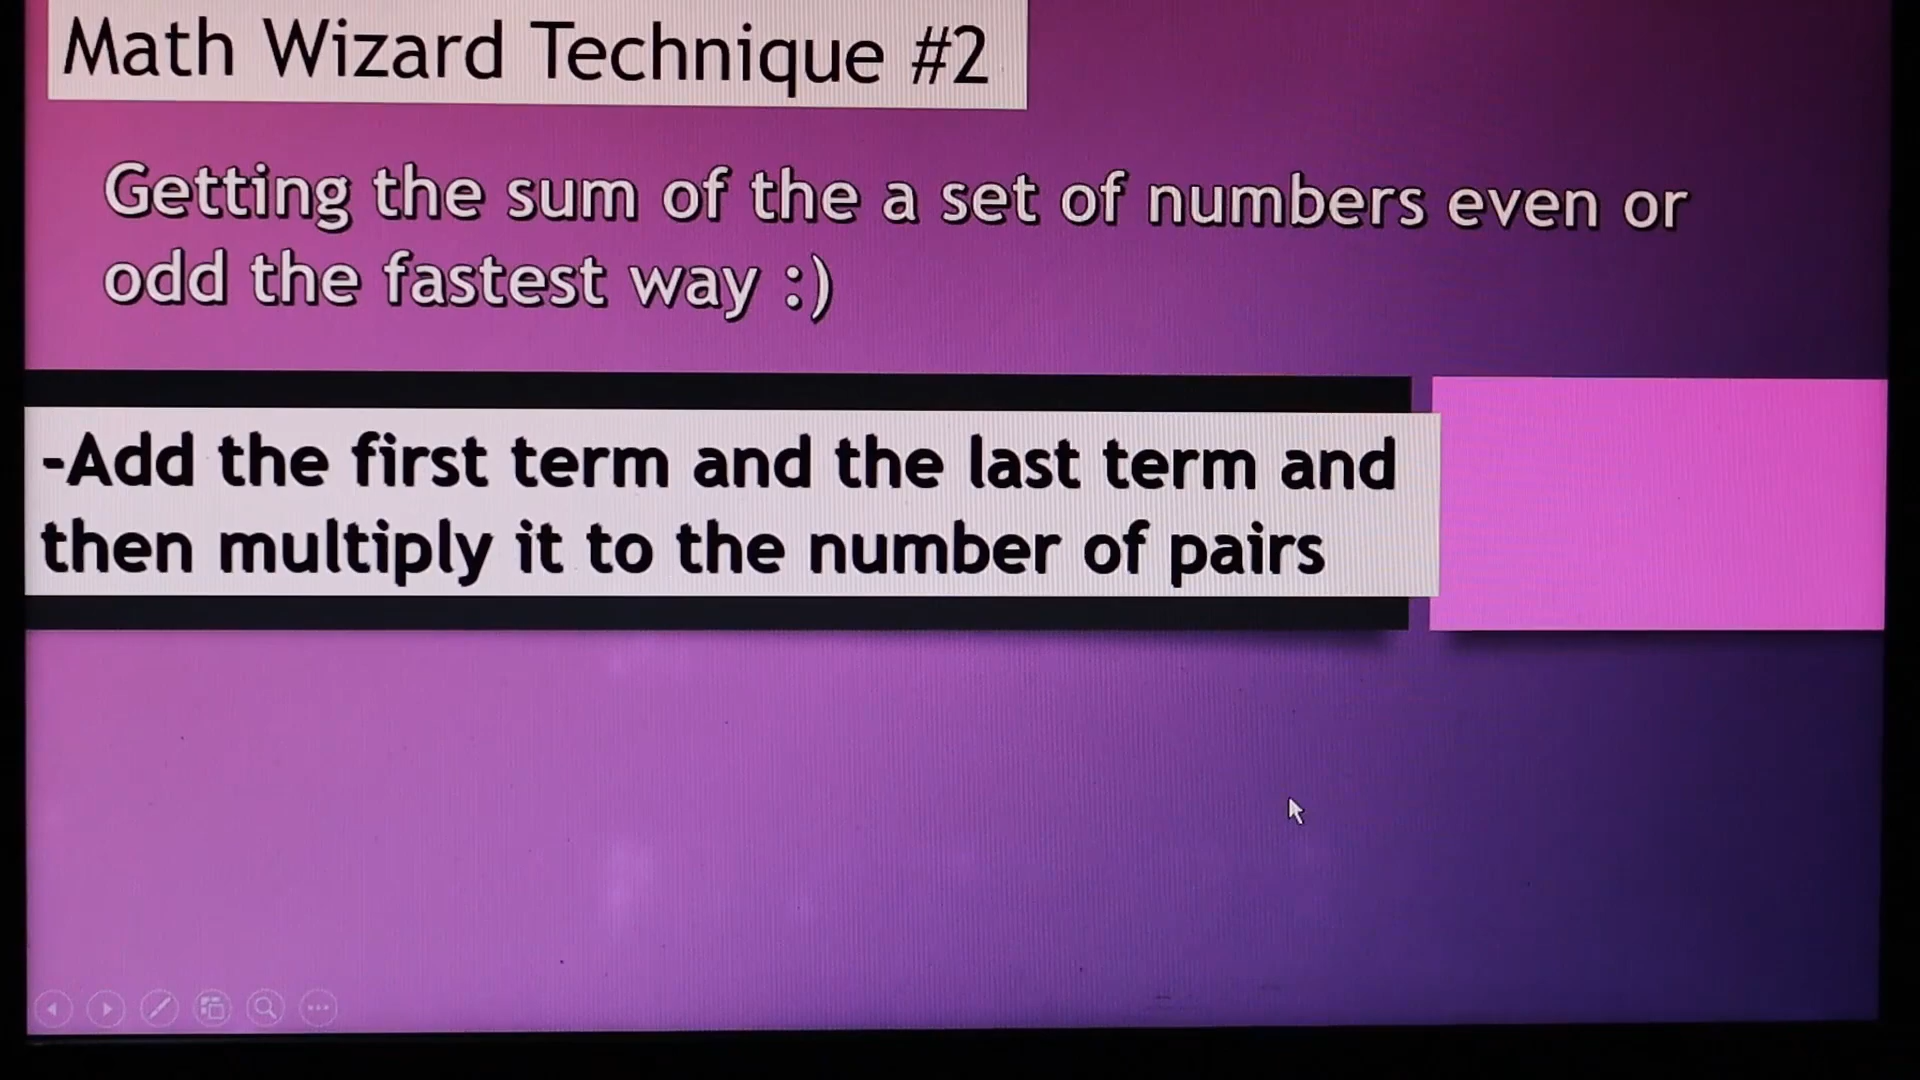 Math Wizard Technique #2
Getting the sum of the a set of numbers even or
odd the fastest way :)
-Add the first term and the last term and
then multiply it to the number of pairs